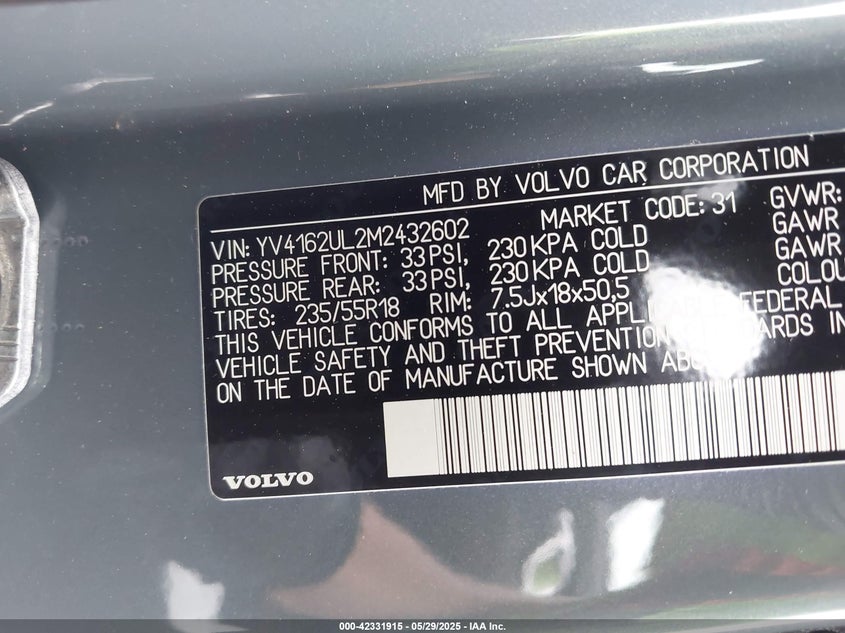 MFD BY VOLVO CAR CORPORATION
VIN: YV4162UL2M2432602 MARKET CODE: 31 GVWR:
PRESSURE FRONT: 33 PSI, 230 KPA COLD GAWR
PRESSURE REAR: 33 PSI, 230 KPA COLD GAWR
TIRES: 235/55R18 RIM: 7.5Jx18x50,5 COLOU
THIS VEHICLE CONFORMS TO ALL APPLICABLE FEDERAL
VEHICLE SAFETY AND THEFT PREVENTION STANDARDS IN
ON THE DATE OF MANUFACTURE SHOWN
VOLVO
000-42331915 - 05/29/2025 - IAA Inc.